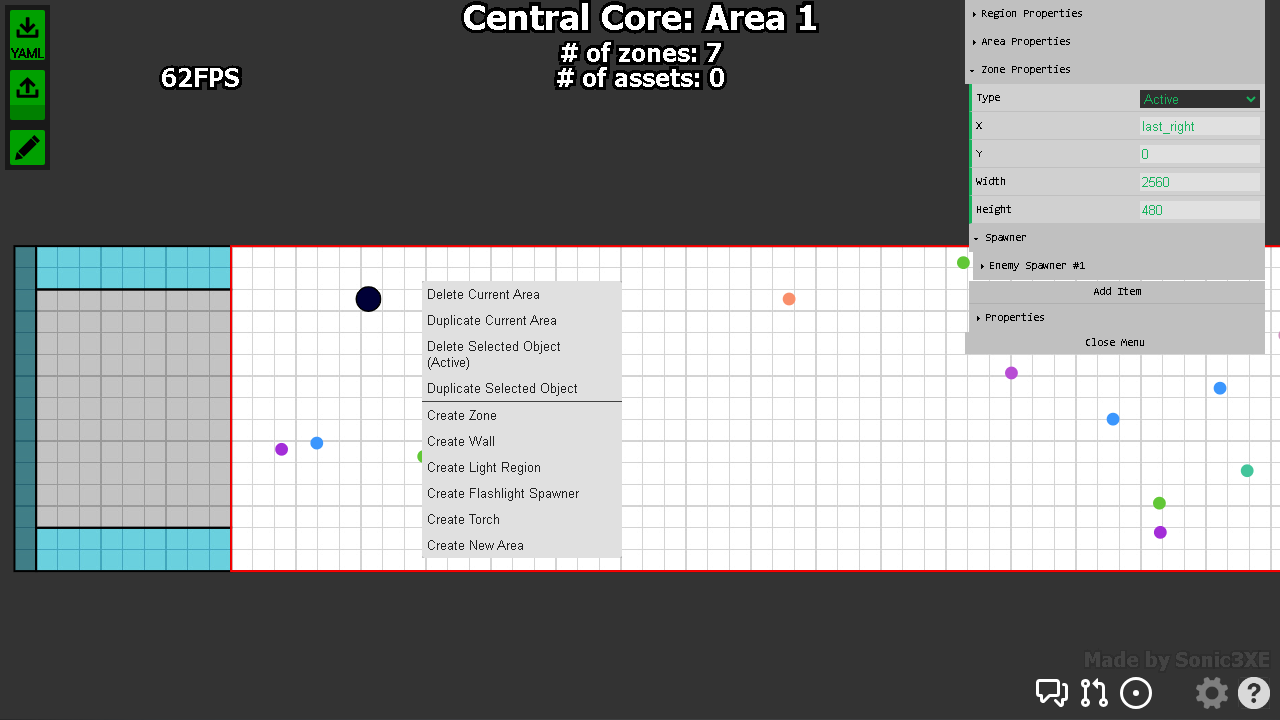 Central Core: Area 1
# of zones: 7
# of assets: 0
YAML
62FPS
Region Properties
Area Properties
Zone Properties
Type
Active
X
last_right
Y
0
Width
2560
Height
480
Spawner
Enemy Spawner #1
Add Item
Properties
Close Menu
Delete Current Area
Duplicate Current Area
Delete Selected Object
(Active)
Duplicate Selected Object
Create Zone
Create Wall
Create Light Region
Create Flashlight Spawner
Create Torch
Create New Area
Made by Sonic3XE
?